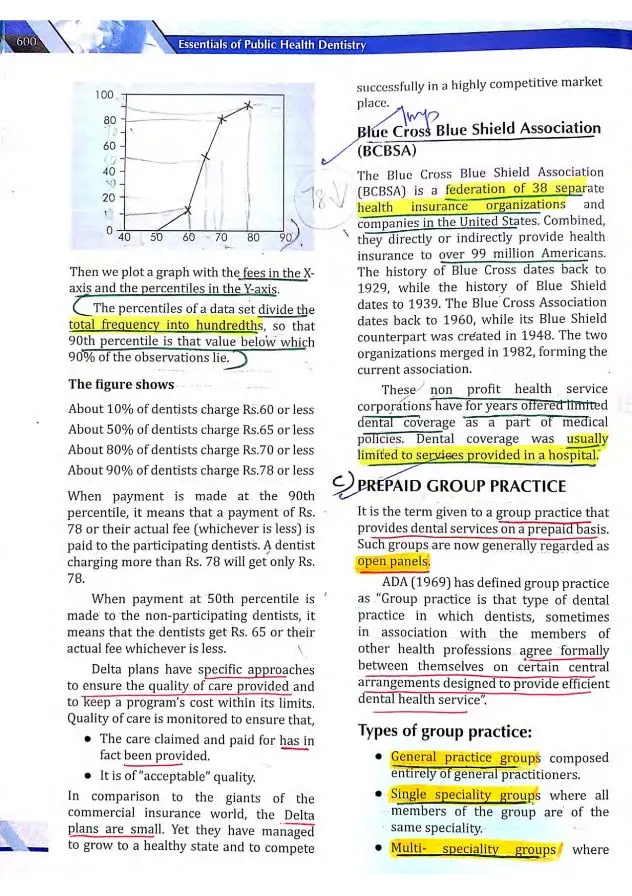 600
Essentials of Public Health Dentistry
100
80
60
40
20
0
40 50 60 70 80 90
Then we plot a graph with the fees in the X-
axis and the percentiles in the Y-axis.
The percentiles of a data set divide the
total frequency into hundredths, so that
90th percentile is that value below which
90% of the observations lie.
The figure shows
About 10% of dentists charge Rs.60 or less
About 50% of dentists charge Rs.65 or less
About 80% of dentists charge Rs.70 or less
About 90% of dentists charge Rs.78 or less
When payment is made at the 90th
percentile, it means that a payment of Rs.
78 or their actual fee (whichever is less) is
paid to the participating dentists. A dentist
charging more than Rs. 78 will get only Rs.
78.
When payment at 50th percentile is
made to the non-participating dentists, it
means that the dentists get Rs. 65 or their
actual fee whichever is less.
Delta plans have specific approaches
to ensure the quality of care provided and
to keep a program's cost within its limits.
Quality of care is monitored to ensure that,
• The care claimed and paid for has in
fact been provided.
• It is of "acceptable" quality.
In comparison to the giants of the
commercial insurance world, the Delta
plans are small. Yet they have managed
to grow to a healthy state and to compete
successfully in a highly competitive market
place.
Imp
Blue Cross Blue Shield Association
(BCBSA)
78
The Blue Cross Blue Shield Association
(BCBSA) is a federation of 38 separate
health insurance organizations and
companies in the United States. Combined,
they directly or indirectly provide health
insurance to over 99 million Americans.
The history of Blue Cross dates back to
1929, while the history of Blue Shield
dates to 1939. The Blue Cross Association
dates back to 1960, while its Blue Shield
counterpart was created in 1948. The two
organizations merged in 1982, forming the
current association.
These non profit health service
corporations have for years offered limited
dental coverage as a part of medical
policies. Dental coverage was usually
limited to services provided in a hospital.
C) PREPAID GROUP PRACTICE
It is the term given to a group practice that
provides dental services on a prepaid basis.
Such groups are now generally regarded as
open panels.
ADA (1969) has defined group practice
as "Group practice is that type of dental
practice in which dentists, sometimes
in association with the members of
other health professions agree formally
between themselves on certain central
arrangements designed to provide efficient
dental health service".
Types of group practice:
• General practice groups composed
entirely of general practitioners.
• Single speciality groups where all
members of the group are of the
same speciality.
• Multi- speciality groups where